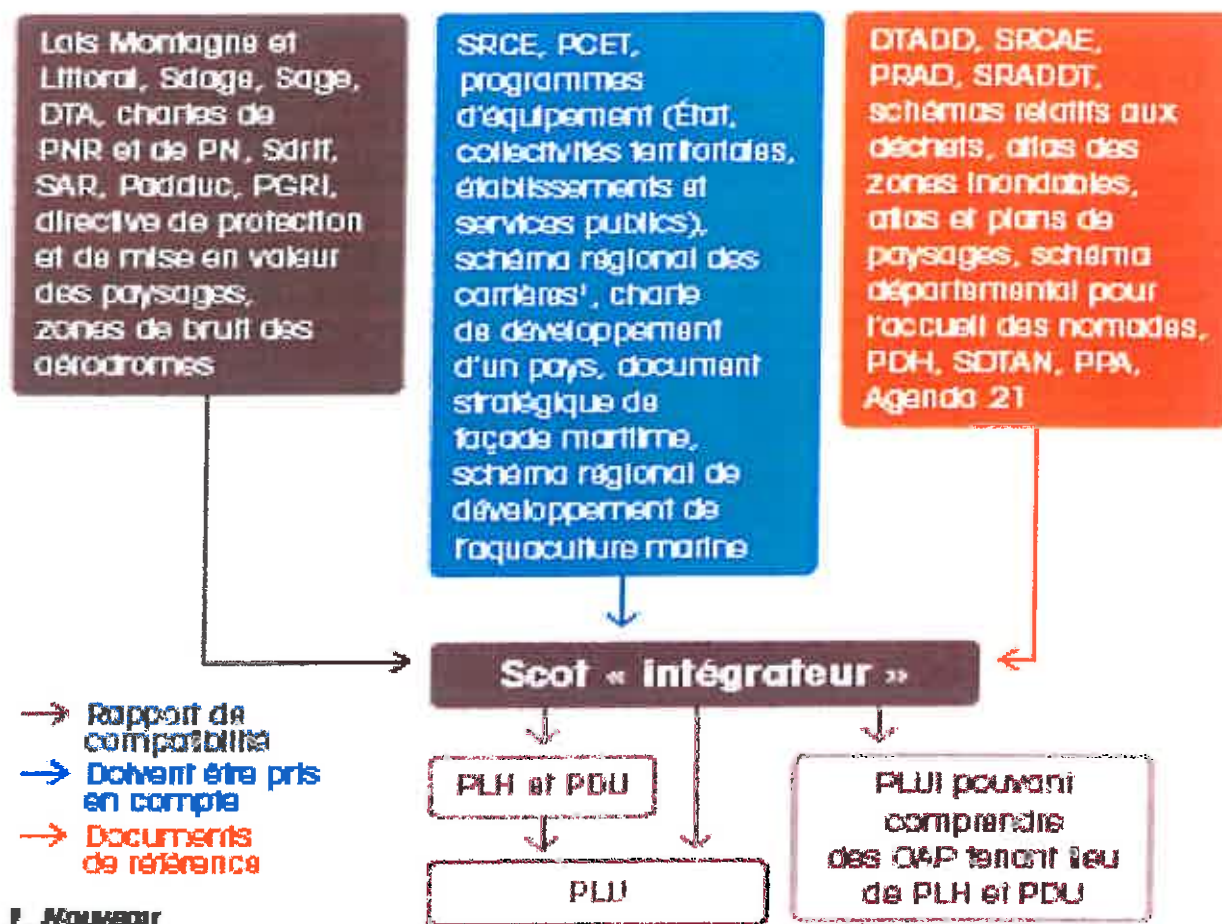 Lois Montagne et
Littoral, Sdage, Sage,
DTA, chartes de
PNR et de PN, Sdrif,
SAR, Padduc, PGRI,
directive de protection
et de mise en valeur
des paysages,
zones de bruit des
aérodromes
SRCE, PCET,
programmes
d'équipement (État,
collectivités territoriales,
établissements et
services publics),
schéma régional des
carrières¹, charte
de développement
d'un pays, document
stratégique de
façade maritime,
schéma régional de
développement de
l'aquaculture marine
DTADD, SRCAE,
PRAD, SRADDT,
schémas relatifs aux
déchets, atlas des
zones inondables,
atlas et plans de
paysages, schéma
départemental pour
l'accueil des nomades,
PDH, SDTAN, PPA,
Agenda 21
Scot « intégrateur »
Rapport de
compatibilité
Doivent être pris
en compte
Documents
de référence
PLH et PDU
PLU
PLUI pouvant
comprendre
des OAP tenant lieu
de PLH et PDU
1 Nouveau